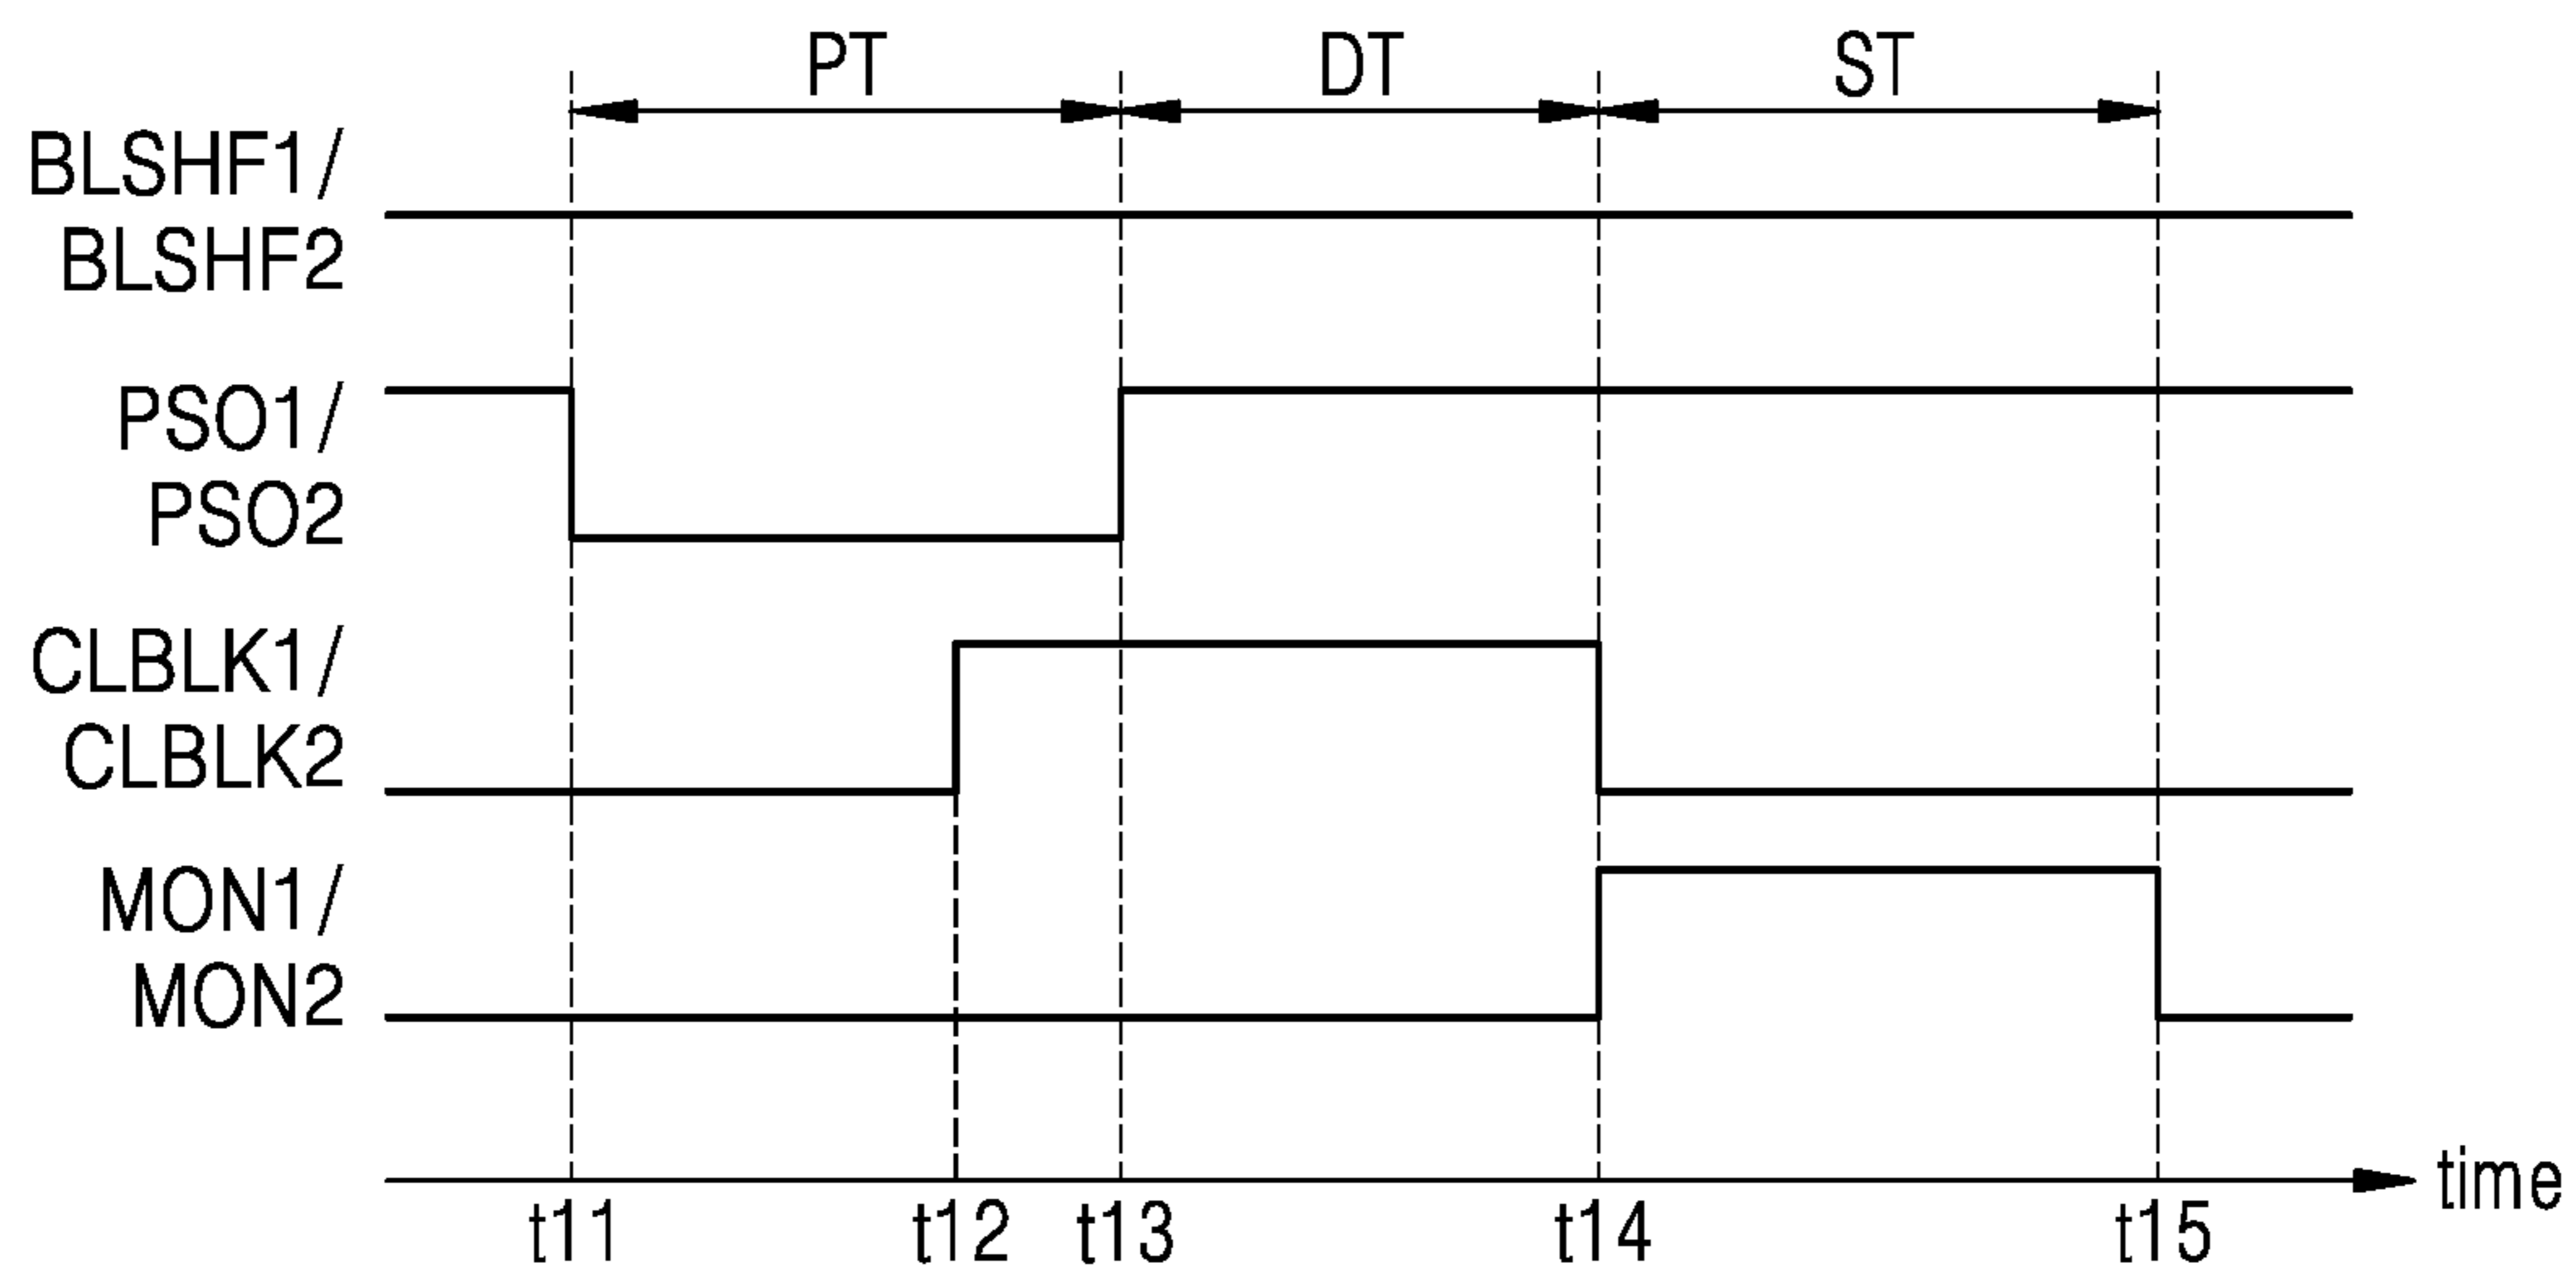 PT DT ST
BLSHF1/
BLSHF2
PSO1/
PSO2
CLBLK1/
CLBLK2
MON1/
MON2
time
t11 t12 t13 t14 t15